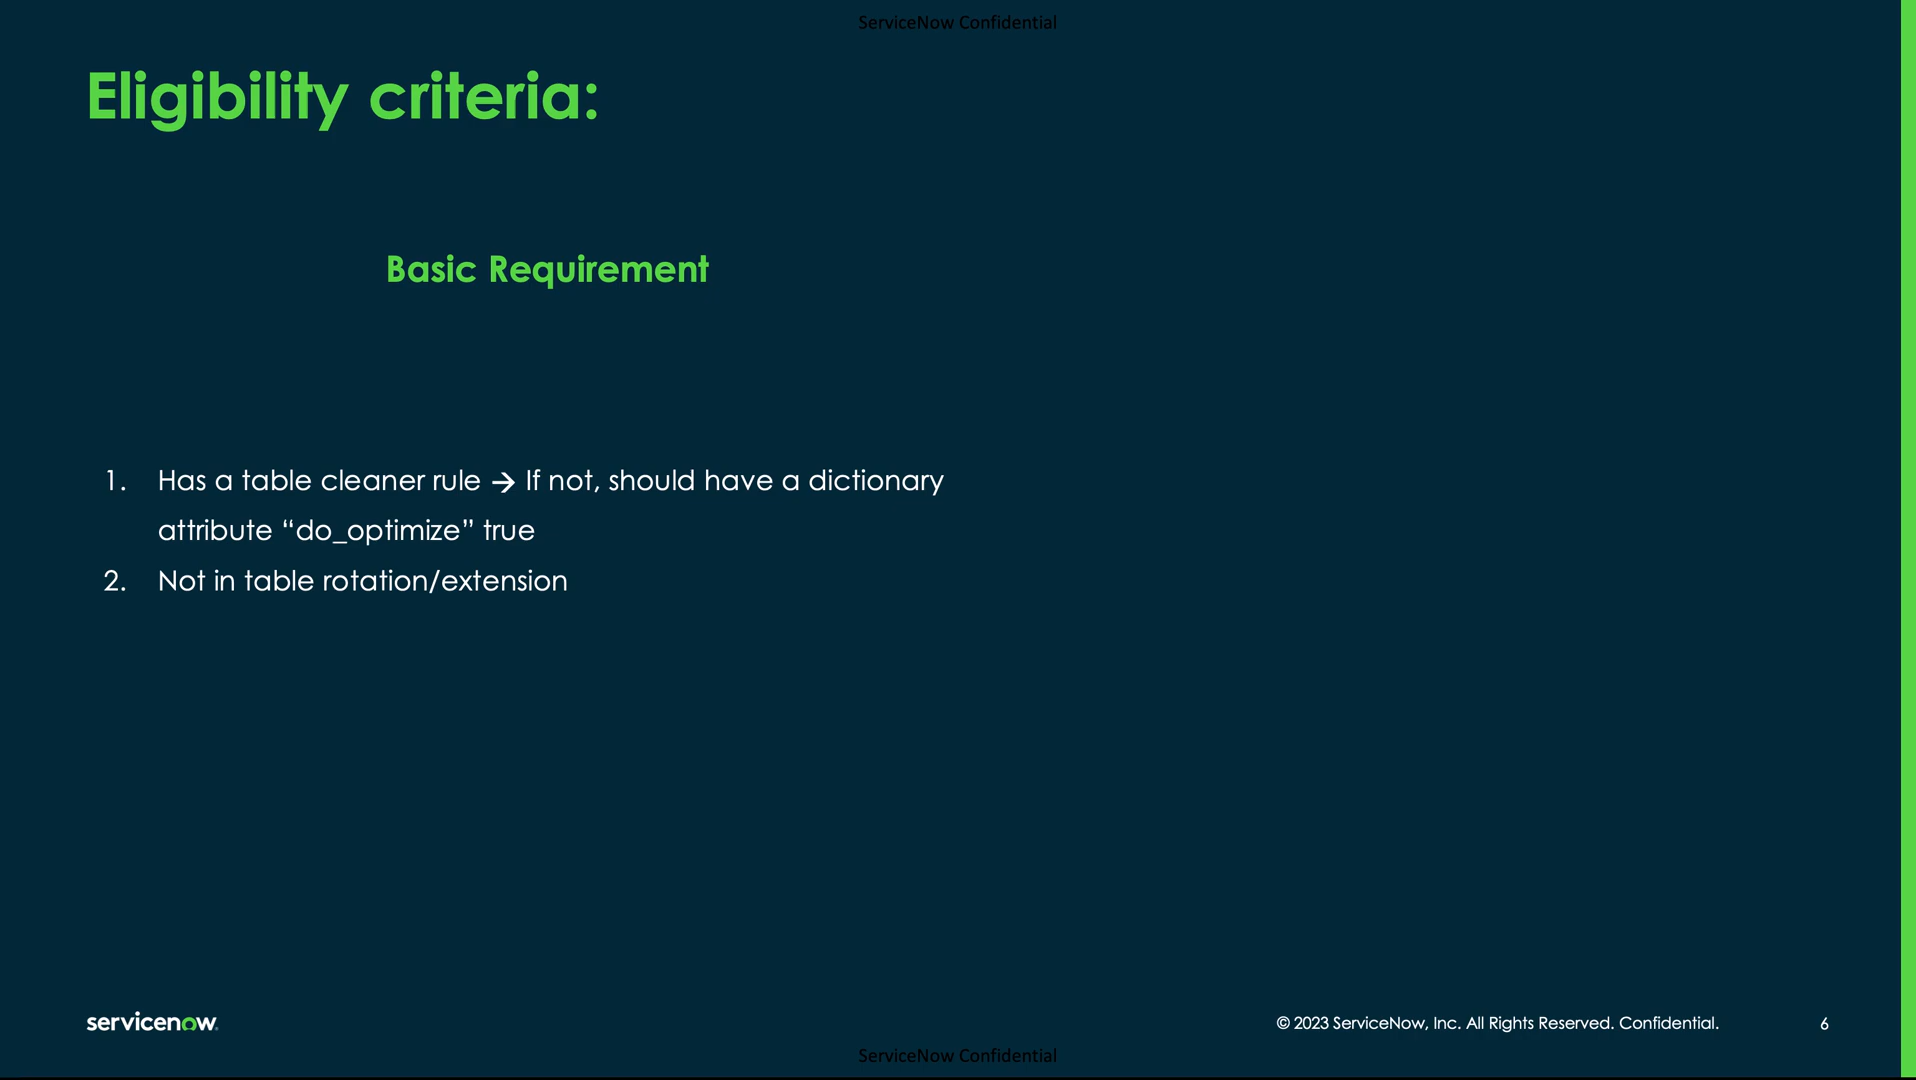 ServiceNow Confidential
Eligibility criteria:
Basic Requirement
1. Has a table cleaner rule → If not, should have a dictionary
attribute “do_optimize” true
2. Not in table rotation/extension
servicenow
© 2023 ServiceNow, Inc. All Rights Reserved. Confidential.
6
ServiceNow Confidential